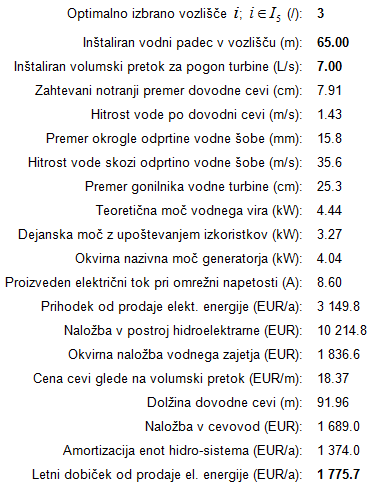 Optimalno izbrano vozlišče i; i∈I₅ (/): 3
Inštaliran vodni padec v vozlišču (m): 65.00
Inštaliran volumski pretok za pogon turbine (L/s): 7.00
Zahtevani notranji premer dovodne cevi (cm): 7.91
Hitrost vode po dovodni cevi (m/s): 1.43
Premer okrogle odprtine vodne šobe (mm): 15.8
Hitrost vode skozi odprtino vodne šobe (m/s): 35.6
Premer gonilnika vodne turbine (cm): 25.3
Teoretična moč vodnega vira (kW): 4.44
Dejanska moč z upoštevanjem izkoristkov (kW): 3.27
Okvirna nazivna moč generatorja (kW): 4.04
Proizveden električni tok pri omrežni napetosti (A): 8.60
Prihodek od prodaje elekt. energije (EUR/a): 3 149.8
Naložba v postroj hidroelektrarne (EUR): 10 214.8
Okvirna naložba vodnega zajetja (EUR): 1 836.6
Cena cevi glede na volumski pretok (EUR/m): 18.37
Dolžina dovodne cevi (m): 91.96
Naložba v cevovod (EUR): 1 689.0
Amortizacija enot hidro-sistema (EUR/a): 1 374.0
Letni dobiček od prodaje el. energije (EUR/a): 1 775.7